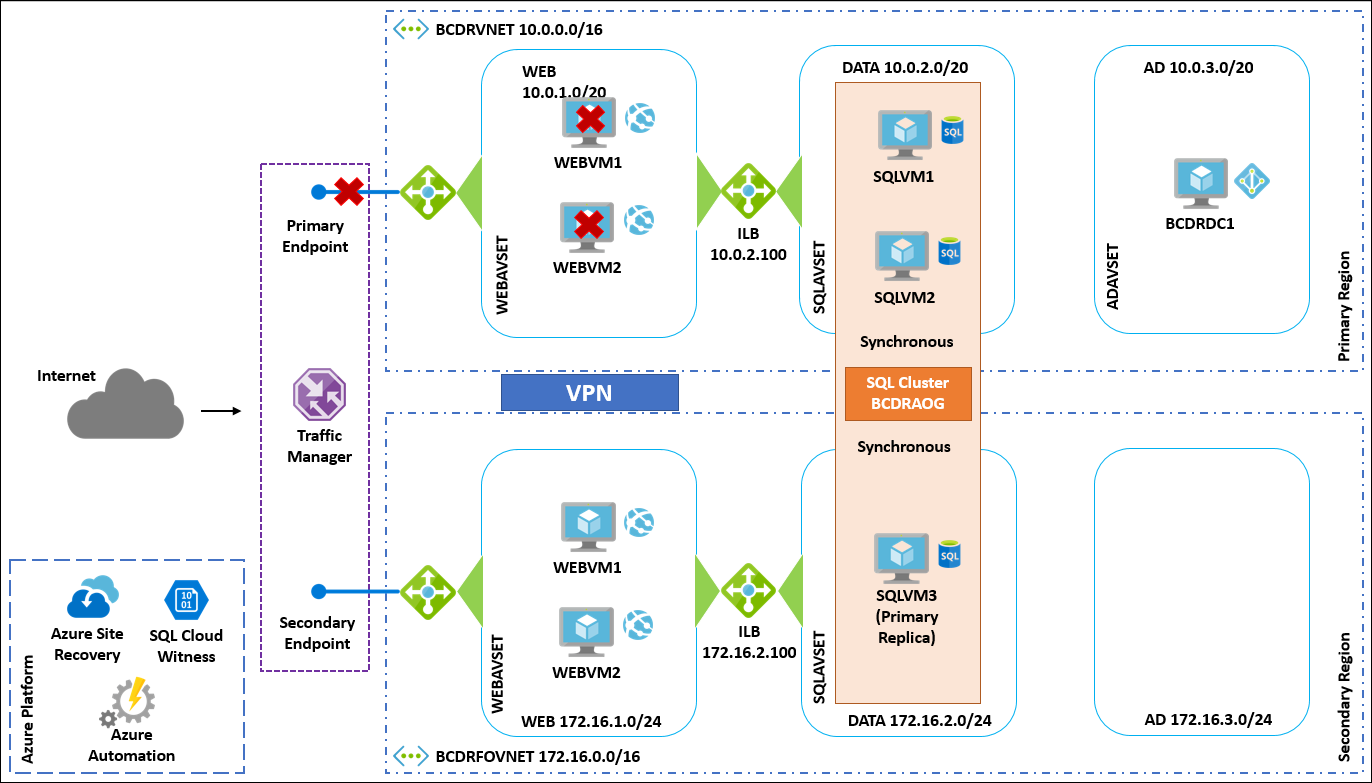 BCDRVNET 10.0.0.0/16
WEB
10.0.1.0/20
WEBVM1
WEBVM2
WEBAVSET
ILB
10.0.2.100
DATA 10.0.2.0/20
SQL
SQLVM1
SQL
SQLVM2
SQLAVSET
Synchronous
AD 10.0.3.0/20
BCDRDC1
ADAVSET
Primary Region
Primary
Endpoint
Internet
Traffic
Manager
VPN
SQL Cluster
BCDRAOG
Secondary
Endpoint
Synchronous
WEBVM1
WEBVM2
WEBAVSET
WEB 172.16.1.0/24
ILB
172.16.2.100
SQL
SQLVM3
(Primary
Replica)
SQLAVSET
DATA 172.16.2.0/24
AD 172.16.3.0/24
Secondary Region
BCDRFOVNET 172.16.0.0/16
Azure Site
Recovery
10
01
SQL Cloud
Witness
Azure
Automation
Azure Platform